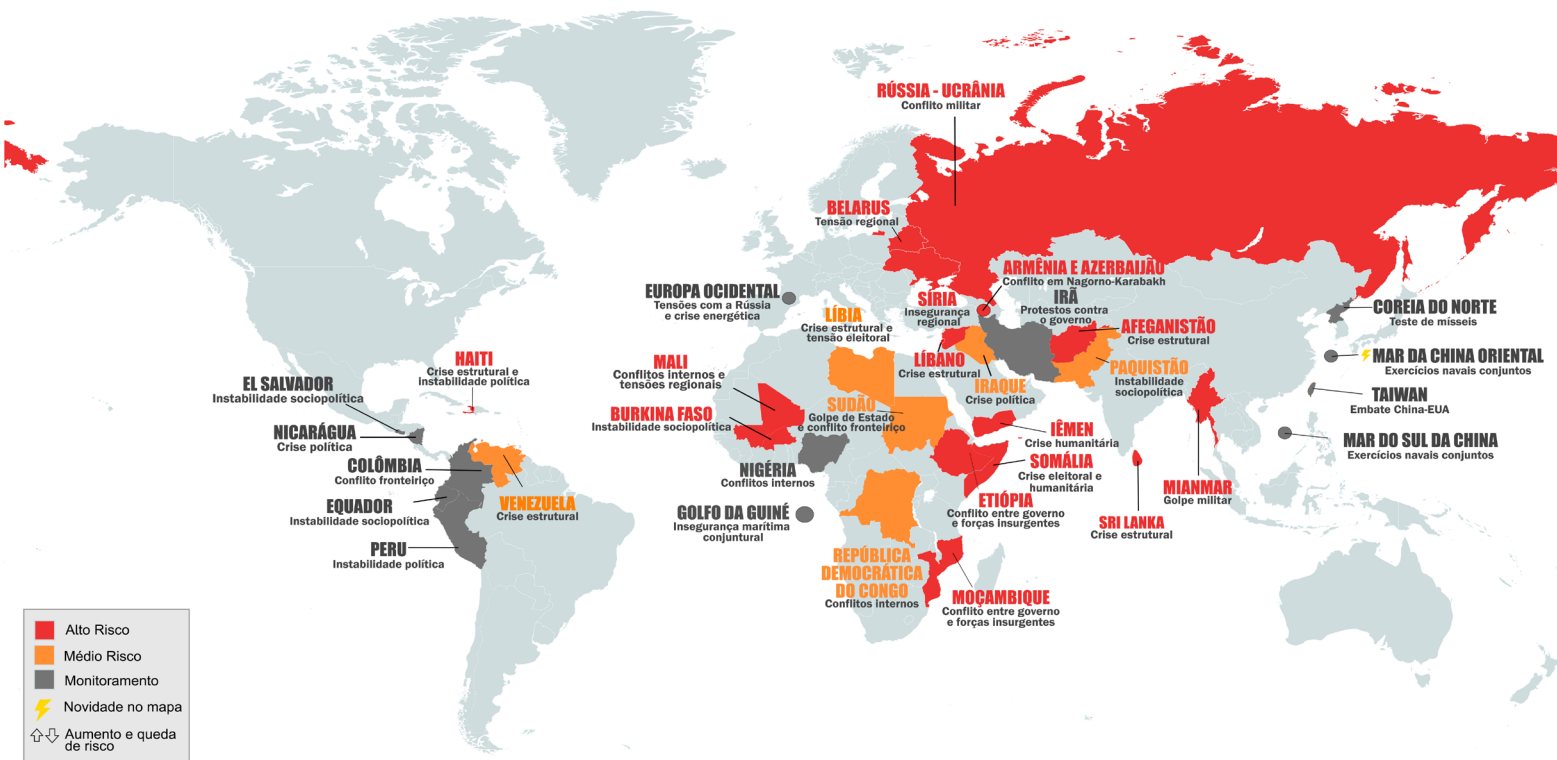 RÚSSIA - UCRÂNIA
Conflito militar
BELARUS
Tensão regional
ARMÊNIA E AZERBAIJÃO
Conflito em Nagorno-Karabakh
EUROPA OCIDENTAL
Tensões com a Rússia
e crise energética
SÍRIA
Insegurança
regional
IRÃ
Protestos contra
o governo
COREIA DO NORTE
Teste de mísseis
LÍBIA
Crise estrutural e
tensão eleitoral
AFEGANISTÃO
Crise estrutural
MAR DA CHINA ORIENTAL
Exercícios navais conjuntos
HAITI
Crise estrutural e
Instabilidade política
MALI
Conflitos internos e
tensões regionais
LÍBANO
Crise estrutural
IRAQUE
Crise política
PAQUISTÃO
Instabilidade
sociopolítica
TAIWAN
Embate China-EUA
EL SALVADOR
Instabilidade sociopolítica
BURKINA FASO
Instabilidade sociopolítica
SUDÃO
Golpe de Estado
e conflito fronteiriço
IÊMEN
Crise humanitária
MAR DO SUL DA CHINA
Exercícios navais conjuntos
NICARÁGUA
Crise política
COLÔMBIA
Conflito fronteiriço
NIGÉRIA
Conflitos internos
SOMÁLIA
Crise eleitoral e
humanitária
MIANMAR
Golpe militar
EQUADOR
Instabilidade sociopolítica
VENEZUELA
Crise estrutural
GOLFO DA GUINÉ
Insegurança marítima
conjuntural
ETIÓPIA
Conflito entre governo
e forças insurgentes
SRI LANKA
Crise estrutural
PERU
Instabilidade política
REPÚBLICA
DEMOCRÁTICA
DO CONGO
Conflitos internos
MOÇAMBIQUE
Conflito entre governo
e forças insurgentes
Alto Risco
Médio Risco
Monitoramento
Novidade no mapa
Aumento e queda
de risco